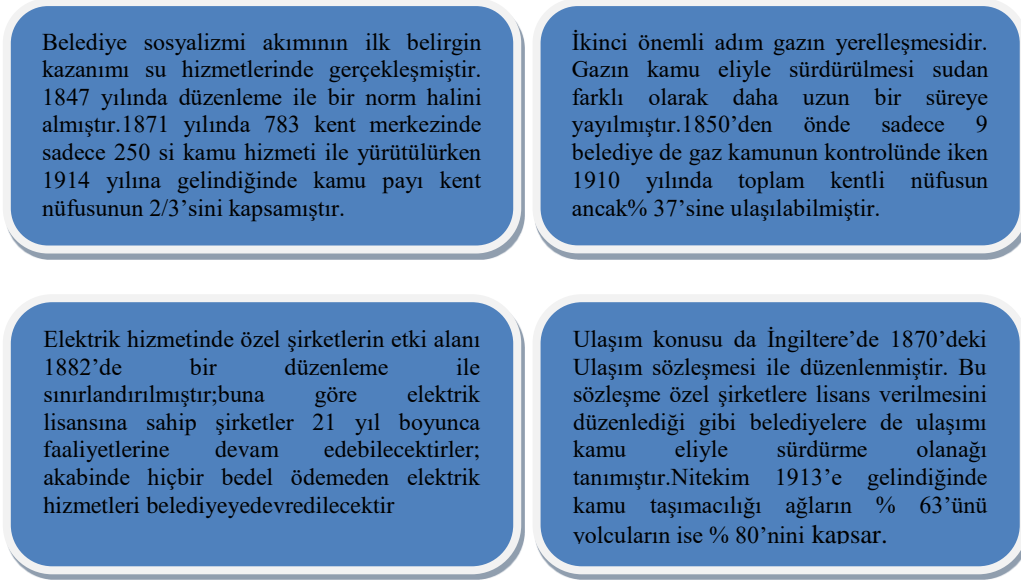 Belediye sosyalizmi akımının ilk belirgin
kazanımı su hizmetlerinde gerçekleşmiştir.
1847 yılında düzenleme ile bir norm halini
almıştır.1871 yılında 783 kent merkezinde
sadece 250 si kamu hizmeti ile yürütülürken
1914 yılına gelindiğinde kamu payı kent
nüfusunun 2/3’sini kapsamıştır.
İkinci önemli adım gazın yerelleşmesidir.
Gazın kamu eliyle sürdürülmesi sudan
farklı olarak daha uzun bir süreye
yayılmıştır.1850’den önde sadece 9
belediye de gaz kamunun kontrolünde iken
1910 yılında toplam kentli nüfusun
ancak% 37’sine ulaşılabilmiştir.
Elektrik hizmetinde özel şirketlerin etki alanı
1882’de bir düzenleme ile
sınırlandırılmıştır;buna göre elektrik
lisansına sahip şirketler 21 yıl boyunca
faaliyetlerine devam edebilecektirler;
akabinde hiçbir bedel ödemeden elektrik
hizmetleri belediyeyedevredilecektir
Ulaşım konusu da İngiltere’de 1870’deki
Ulaşım sözleşmesi ile düzenlenmiştir. Bu
sözleşme özel şirketlere lisans verilmesini
düzenlediği gibi belediyelere de ulaşımı
kamu eliyle sürdürme olanağı
tanımıştır.Nitekim 1913’e gelindiğinde
kamu taşımacılığı ağların % 63’ünü
yolcuların ise % 80’nini kapsar.